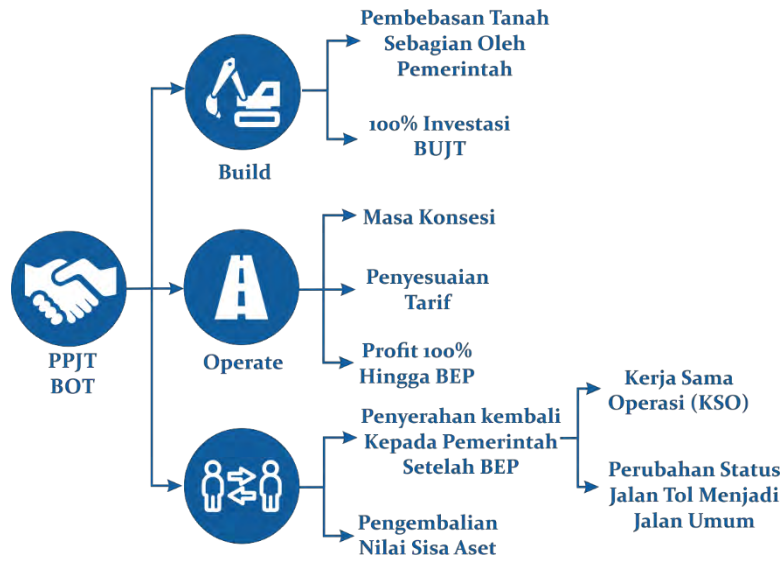 PPJT
BOT
Build
Pembebasan Tanah
Sebagian Oleh
Pemerintah
100% Investasi
BUJT
Operate
Masa Konsesi
Penyesuaian
Tarif
Profit 100%
Hingga BEP
Penyerahan kembali
Kepada Pemerintah
Setelah BEP
Pengembalian
Nilai Sisa Aset
Kerja Sama
Operasi (KSO)
Perubahan Status
Jalan Tol Menjadi
Jalan Umum